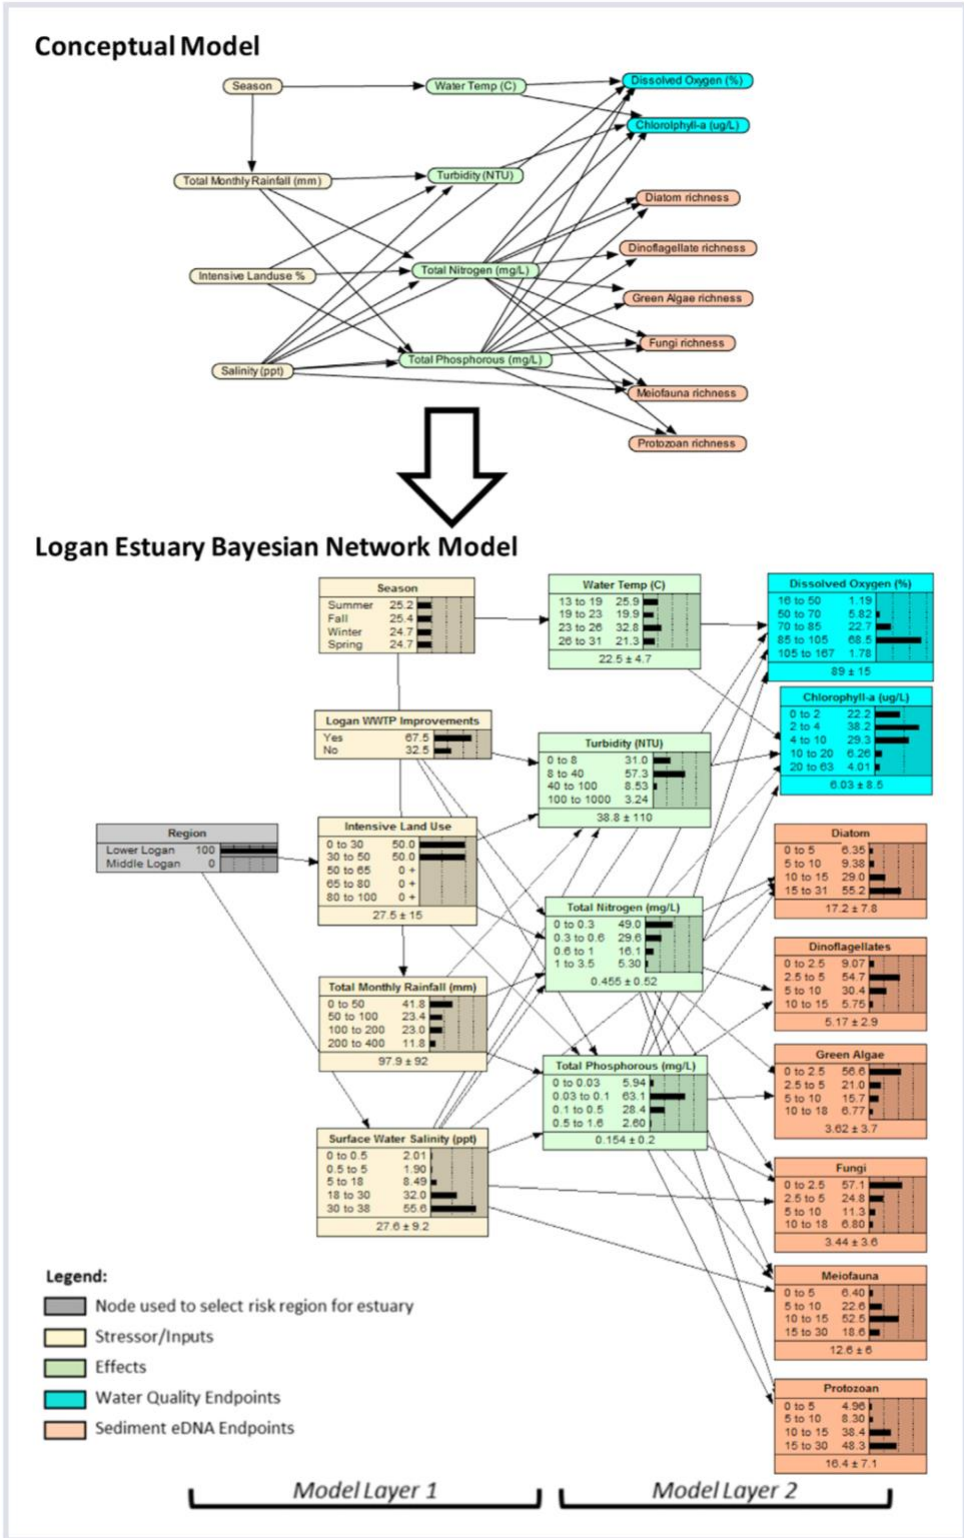 Conceptual Model
Season
Water Temp (C)
Dissolved Oxygen (%)
Chlorolphyll-a (ug/L)
Total Monthly Rainfall (mm)
Turbidity (NTU)
Diatom richness
Dinoflagellate richness
Intensive Landuse %
Total Nitrogen (mg/L)
Green Algae richness
Fungi richness
Salinity (ppt)
Total Phosphorous (mg/L)
Meiofauna richness
Protozoan richness
Logan Estuary Bayesian Network Model
Season
Summer 25.2
Fall 25.4
Winter 24.7
Spring 24.7
Logan WWTP Improvements
Yes 67.5
No 32.5
Region
Lower Logan 100
Middle Logan 0
Intensive Land Use
0 to 30 50.0
30 to 50 50.0
50 to 65 0 +
65 to 80 0 +
80 to 100 0 +
27.5 ± 15
Total Monthly Rainfall (mm)
0 to 50 41.8
50 to 100 23.4
100 to 200 23.0
200 to 400 11.8
97.9 ± 92
Surface Water Salinity (ppt)
0 to 0.5 2.01
0.5 to 5 1.90
5 to 18 8.49
18 to 30 32.0
30 to 38 55.6
27.6 ± 9.2
Water Temp (C)
13 to 19 25.9
19 to 23 19.9
23 to 26 32.8
26 to 31 21.3
22.5 ± 4.7
Turbidity (NTU)
0 to 8 31.0
8 to 40 57.3
40 to 100 8.53
100 to 1000 3.24
38.8 ± 110
Total Nitrogen (mg/L)
0 to 0.3 49.0
0.3 to 0.6 29.6
0.6 to 1 16.1
1 to 3.5 5.30
0.455 ± 0.52
Total Phosphorous (mg/L)
0 to 0.03 5.94
0.03 to 0.1 63.1
0.1 to 0.5 28.4
0.5 to 1.6 2.60
0.154 ± 0.2
Dissolved Oxygen (%)
16 to 50 1.19
50 to 70 5.82
70 to 85 22.7
85 to 105 68.5
105 to 167 1.78
89 ± 15
Chlorophyll-a (ug/L)
0 to 2 22.2
2 to 4 38.2
4 to 10 29.3
10 to 20 6.26
20 to 63 4.01
6.03 ± 8.5
Diatom
0 to 5 6.35
5 to 10 9.38
10 to 15 29.0
15 to 31 55.2
17.2 ± 7.8
Dinoflagellates
0 to 2.5 9.07
2.5 to 5 54.7
5 to 10 30.4
10 to 15 5.75
5.17 ± 2.9
Green Algae
0 to 2.5 56.6
2.5 to 5 21.0
5 to 10 15.7
10 to 18 6.77
3.62 ± 3.7
Fungi
0 to 2.5 57.1
2.5 to 5 24.8
5 to 10 11.3
10 to 18 6.80
3.44 ± 3.6
Meiofauna
0 to 5 6.40
5 to 10 22.6
10 to 15 52.5
15 to 30 18.6
12.6 ± 6
Protozoan
0 to 5 4.96
5 to 10 8.30
10 to 15 38.4
15 to 30 48.3
16.4 ± 7.1
Legend:
Node used to select risk region for estuary
Stressor/Inputs
Effects
Water Quality Endpoints
Sediment eDNA Endpoints
Model Layer 1
Model Layer 2